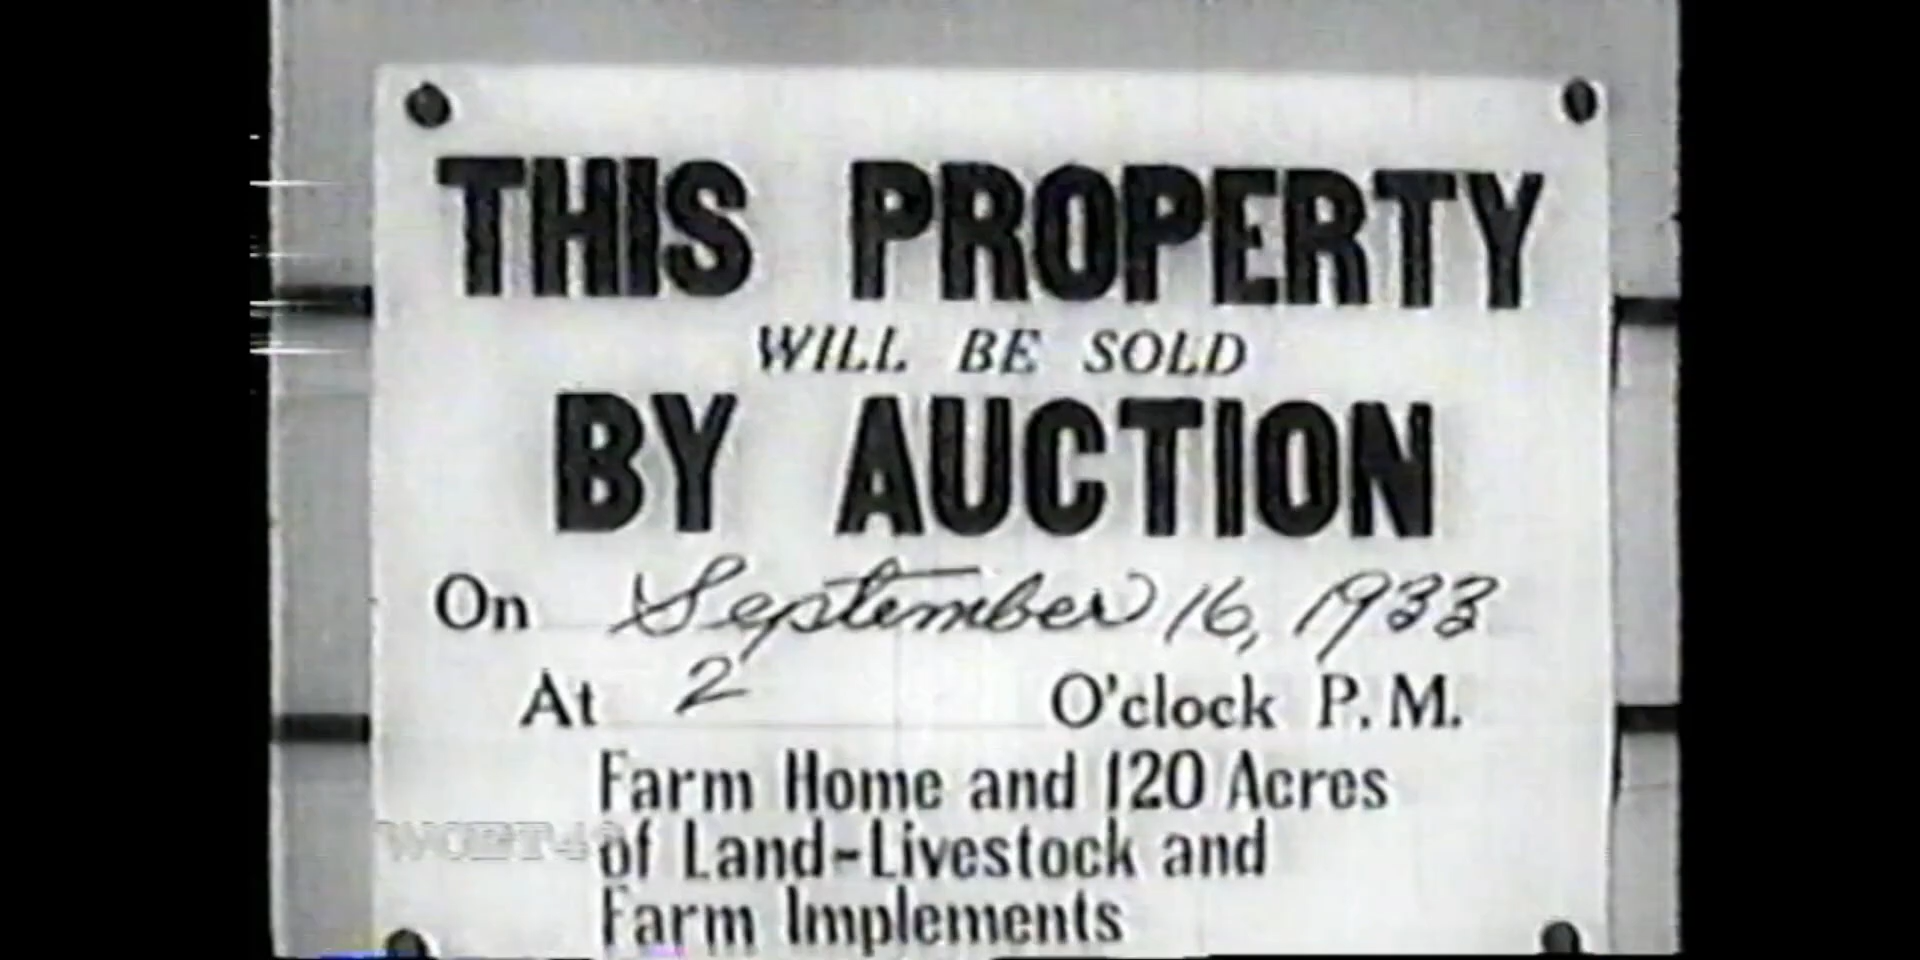 THIS PROPERTY
WILL BE SOLD
BY AUCTION
On September 16, 1933
At 2 O'clock P.M.
Farm Home and 120 Acres
of Land-Livestock and
Farm Implements